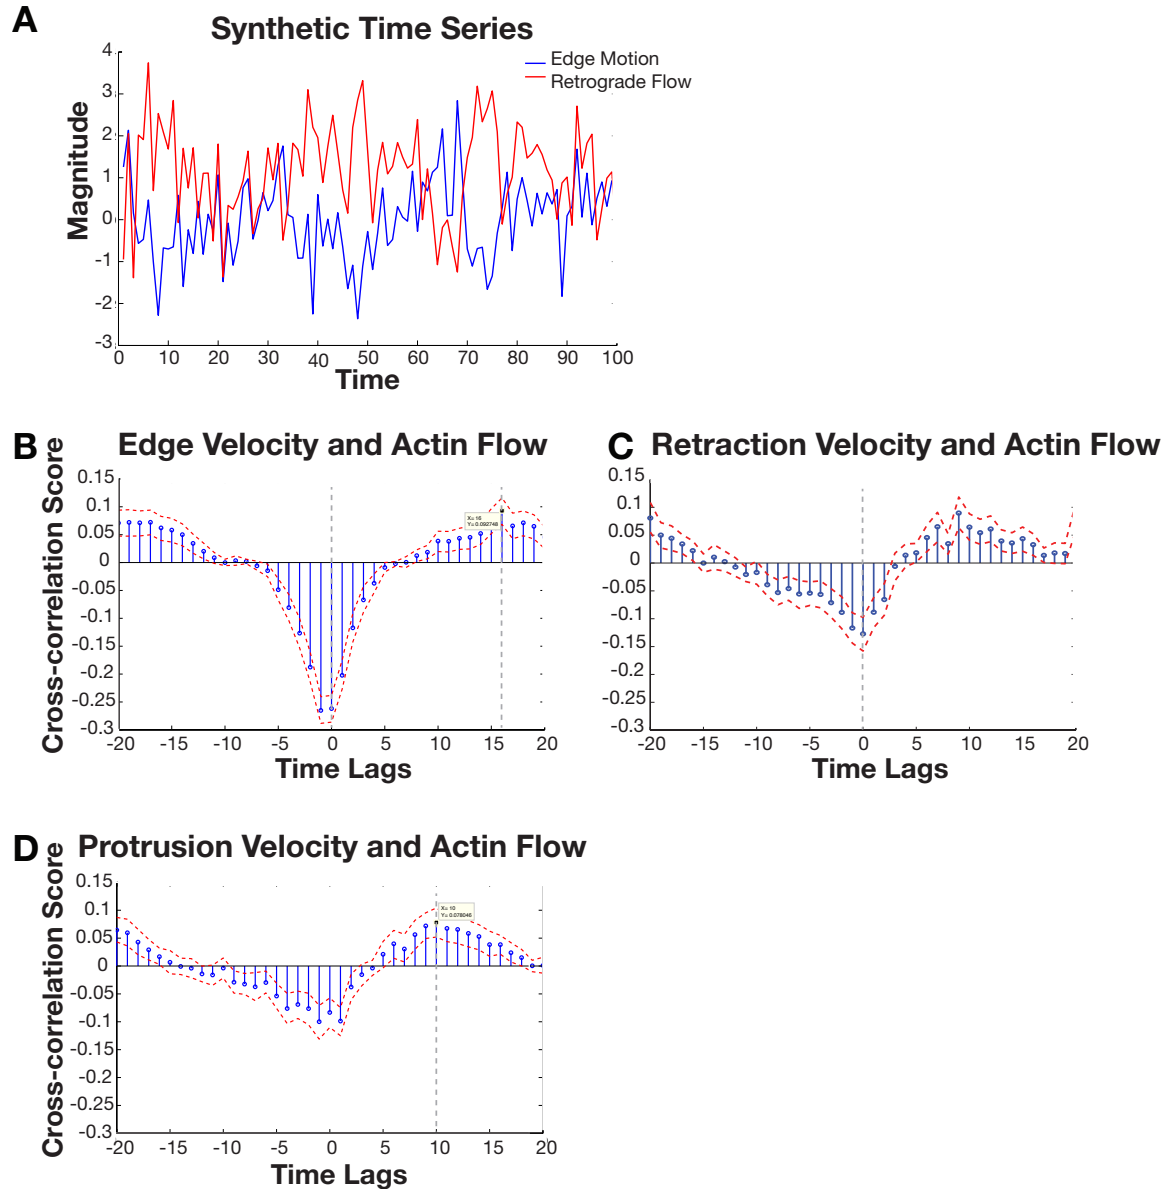 A
Synthetic Time Series
Edge Motion
Retrograde Flow
Magnitude
4
3
2
1
0
-1
-2
-3
0 10 20 30 40 50 60 70 80 90 100
Time
B
Edge Velocity and Actin Flow
Cross-correlation Score
0.15
0.1
0.05
0
-0.05
-0.1
-0.15
-0.2
-0.25
-0.3
X= 16
Y= 0.092748
-20 -15 -10 -5 0 5 10 15 20
Time Lags
C
Retraction Velocity and Actin Flow
0.15
0.1
0.05
0
-0.05
-0.1
-0.15
-0.2
-0.25
-0.3
-20 -15 -10 -5 0 5 10 15 20
Time Lags
D
Protrusion Velocity and Actin Flow
Cross-correlation Score
0.15
0.1
0.05
0
-0.05
-0.1
-0.15
-0.2
-0.25
-0.3
X= 10
Y= 0.078046
-20 -15 -10 -5 0 5 10 15 20
Time Lags